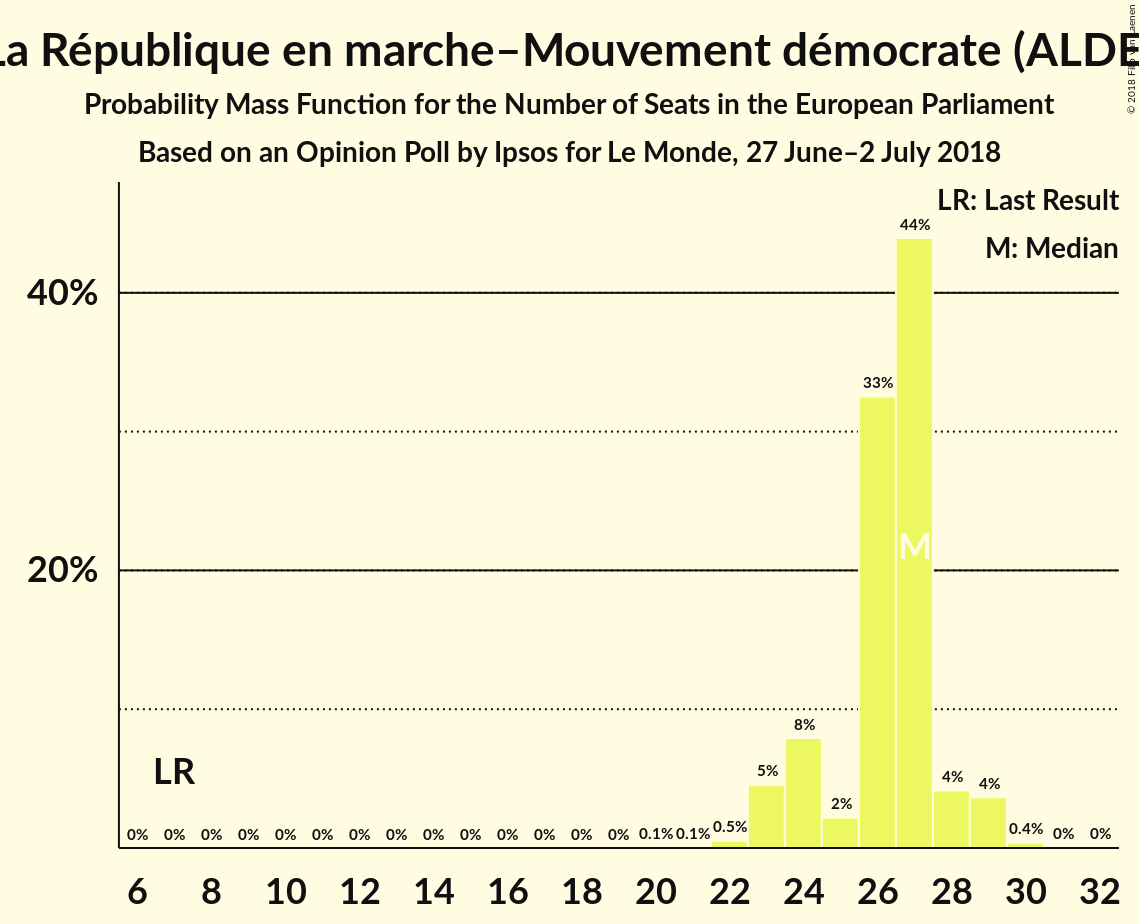 La République en marche–Mouvement démocrate (ALDE
Probability Mass Function for the Number of Seats in the European Parliament
Based on an Opinion Poll by Ipsos for Le Monde, 27 June–2 July 2018
© 2018
LR: Last Result
M: Median
44%
40%
33%
M
20%
8%
LR
5%
4%
4%
2%
0% 0% 0% 0% 0% 0% 0% 0% 0% 0% 0% 0% 0% 0% 0.1% 0.1% 0.5% 0.4% 0% 0%
6 8 10 12 14 16 18 20 22 24 26 28 30 32